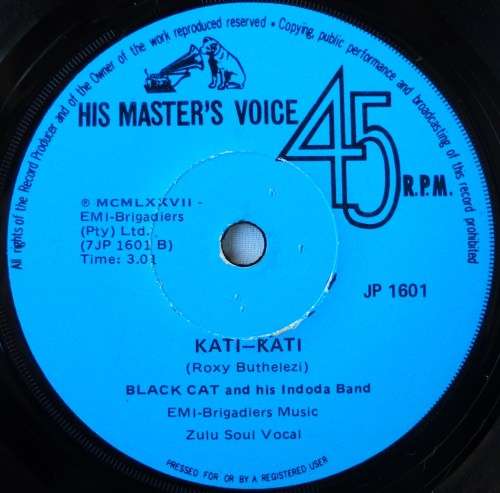 All rights of the Record Producer and of the Owner of the work reproduced reserved • Copying, public performance and broadcasting of this record prohibited
HIS MASTER'S VOICE
45
R.P.M.
℗ MCMLXXVII -
EMI-Brigadiers
(Pty) Ltd.
(7JP 1601 B)
Time: 3.01
JP 1601
KATI-KATI
(Roxy Buthelezi)
BLACK CAT and his Indoda Band
EMI-Brigadiers Music
Zulu Soul Vocal
PRESSED FOR OR BY A REGISTERED USER